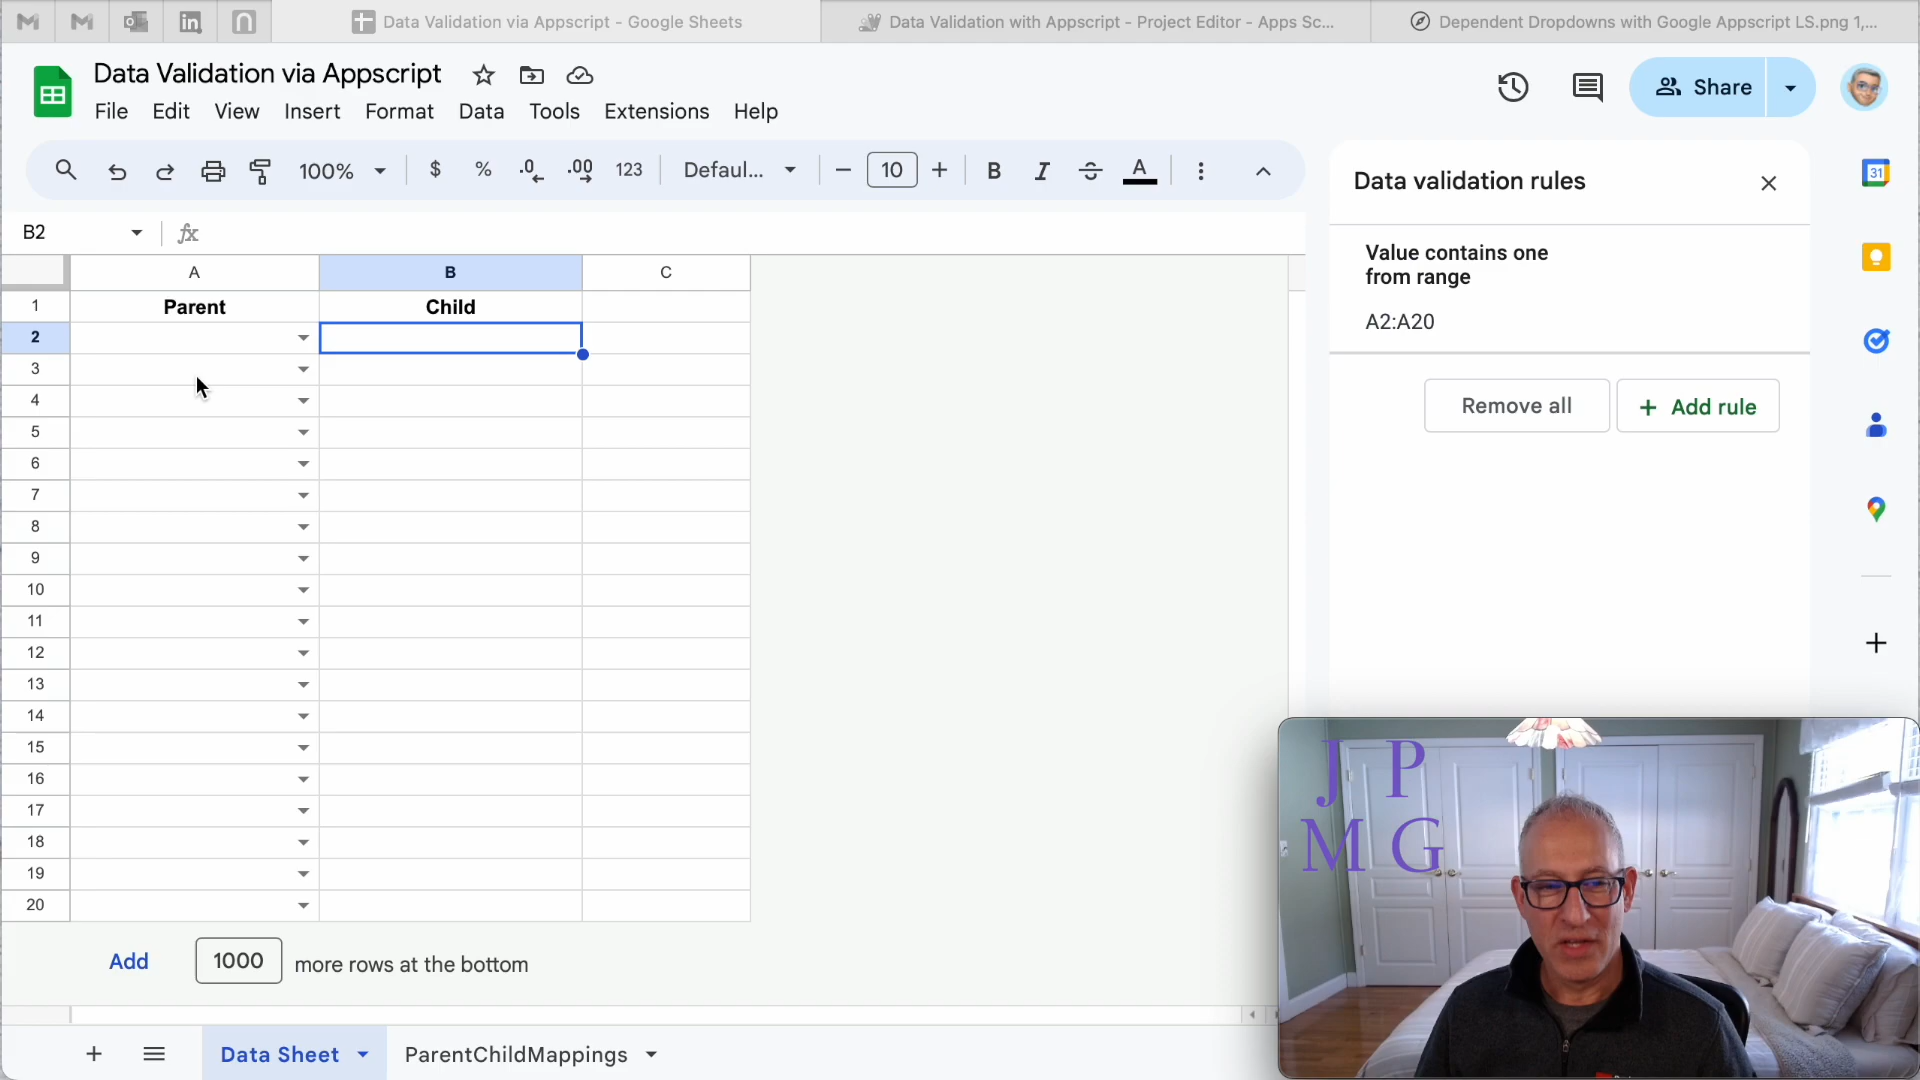 Data Validation via Appscript - Google Sheets
Data Validation with Appscript - Project Editor - Apps Sc...
Dependent Dropdowns with Google Appscript LS.png 1,...
Data Validation via Appscript
Share
File Edit View Insert Format Data Tools Extensions Help
100% $ % .0 .00 123 Defaul... 10 B I S A
Data validation rules
31
B2 fx
Value contains one
from range
A2:A20
Remove all
Add rule
A B C
1 Parent Child
2
3
4
5
6
7
8
9
10
11
12
13
14
15
16
17
18
19
20
J P
M G
Add 1000 more rows at the bottom
Data Sheet ParentChildMappings